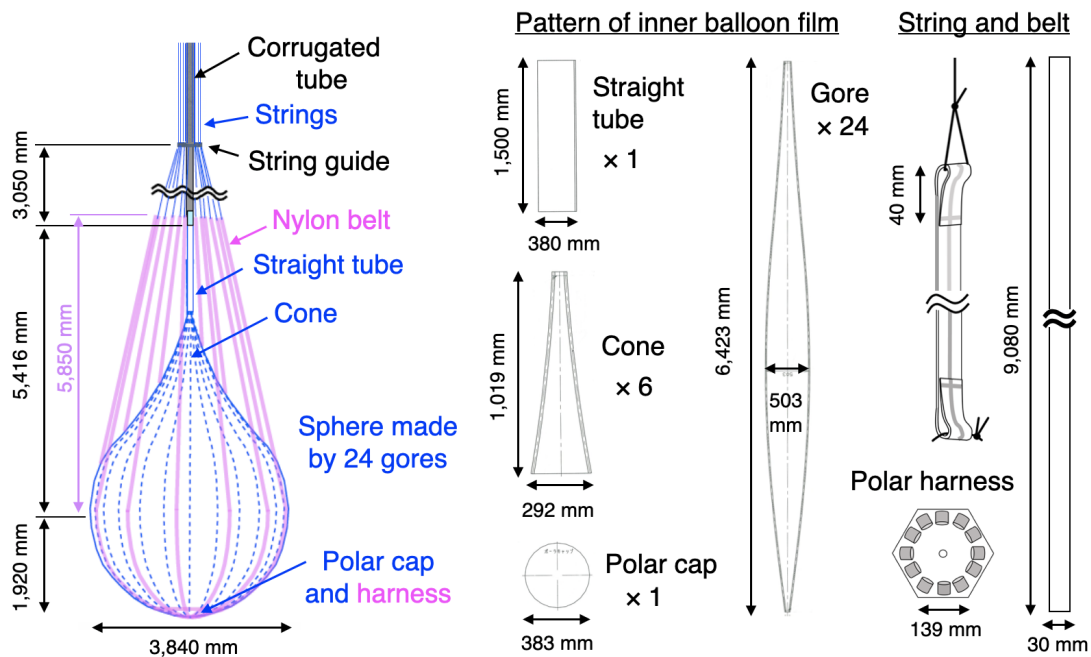 Corrugated
tube
Strings
String guide
3,050 mm
Nylon belt
Straight tube
Cone
5,416 mm
5,850 mm
Sphere made
by 24 gores
1,920 mm
Polar cap
and harness
3,840 mm
Pattern of inner balloon film
1,500 mm
Straight
tube
× 1
380 mm
1,019 mm
Cone
× 6
292 mm
Polar cap
× 1
383 mm
Gore
× 24
6,423 mm
503
mm
String and belt
40 mm
9,080 mm
Polar harness
139 mm
30 mm